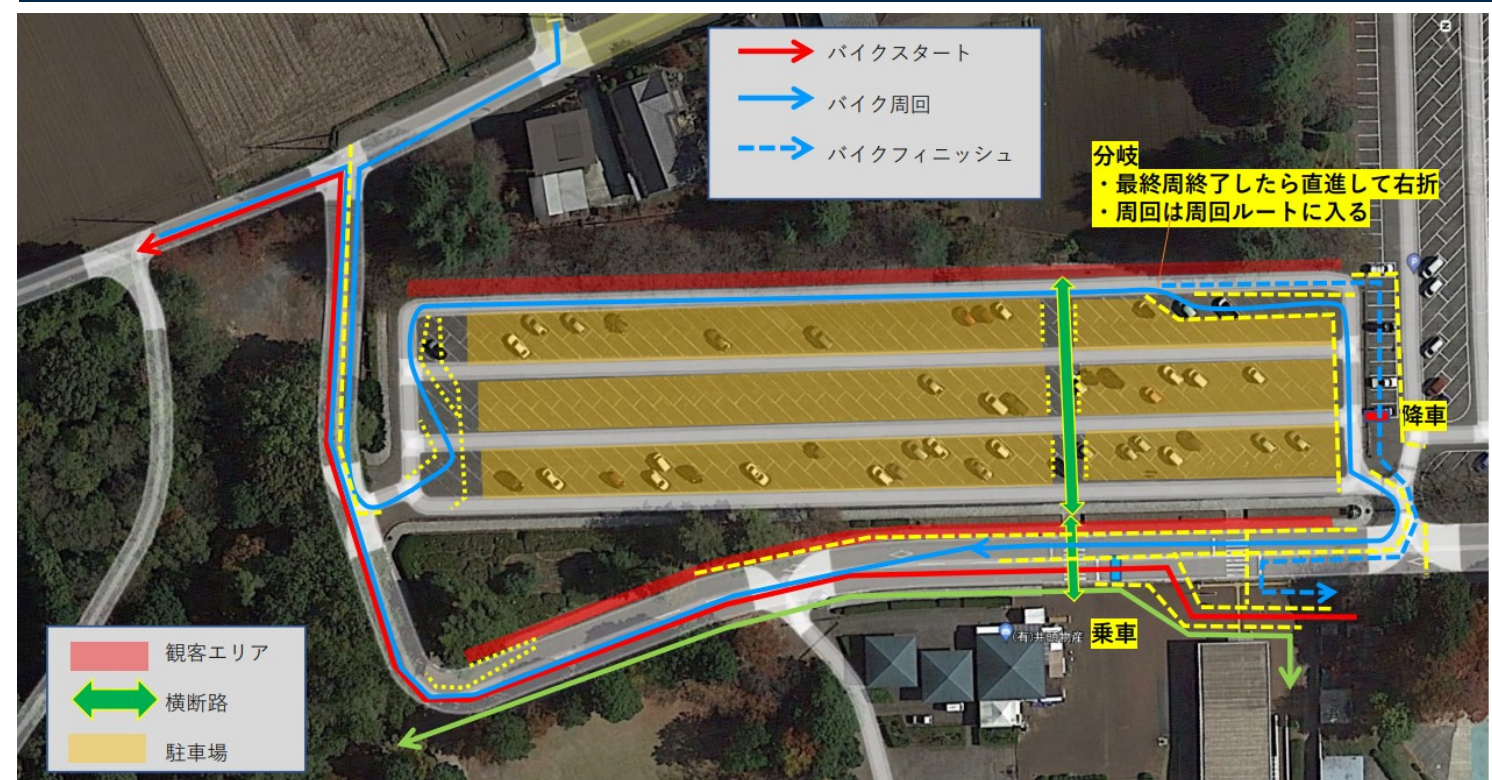 バイクスタート
バイク周回
バイクフィニッシュ
分岐
・最終周終了したら直進して右折
・周回は周回ルートに入る
降車
(有)井頭物産
乗車
観客エリア
横断路
駐車場